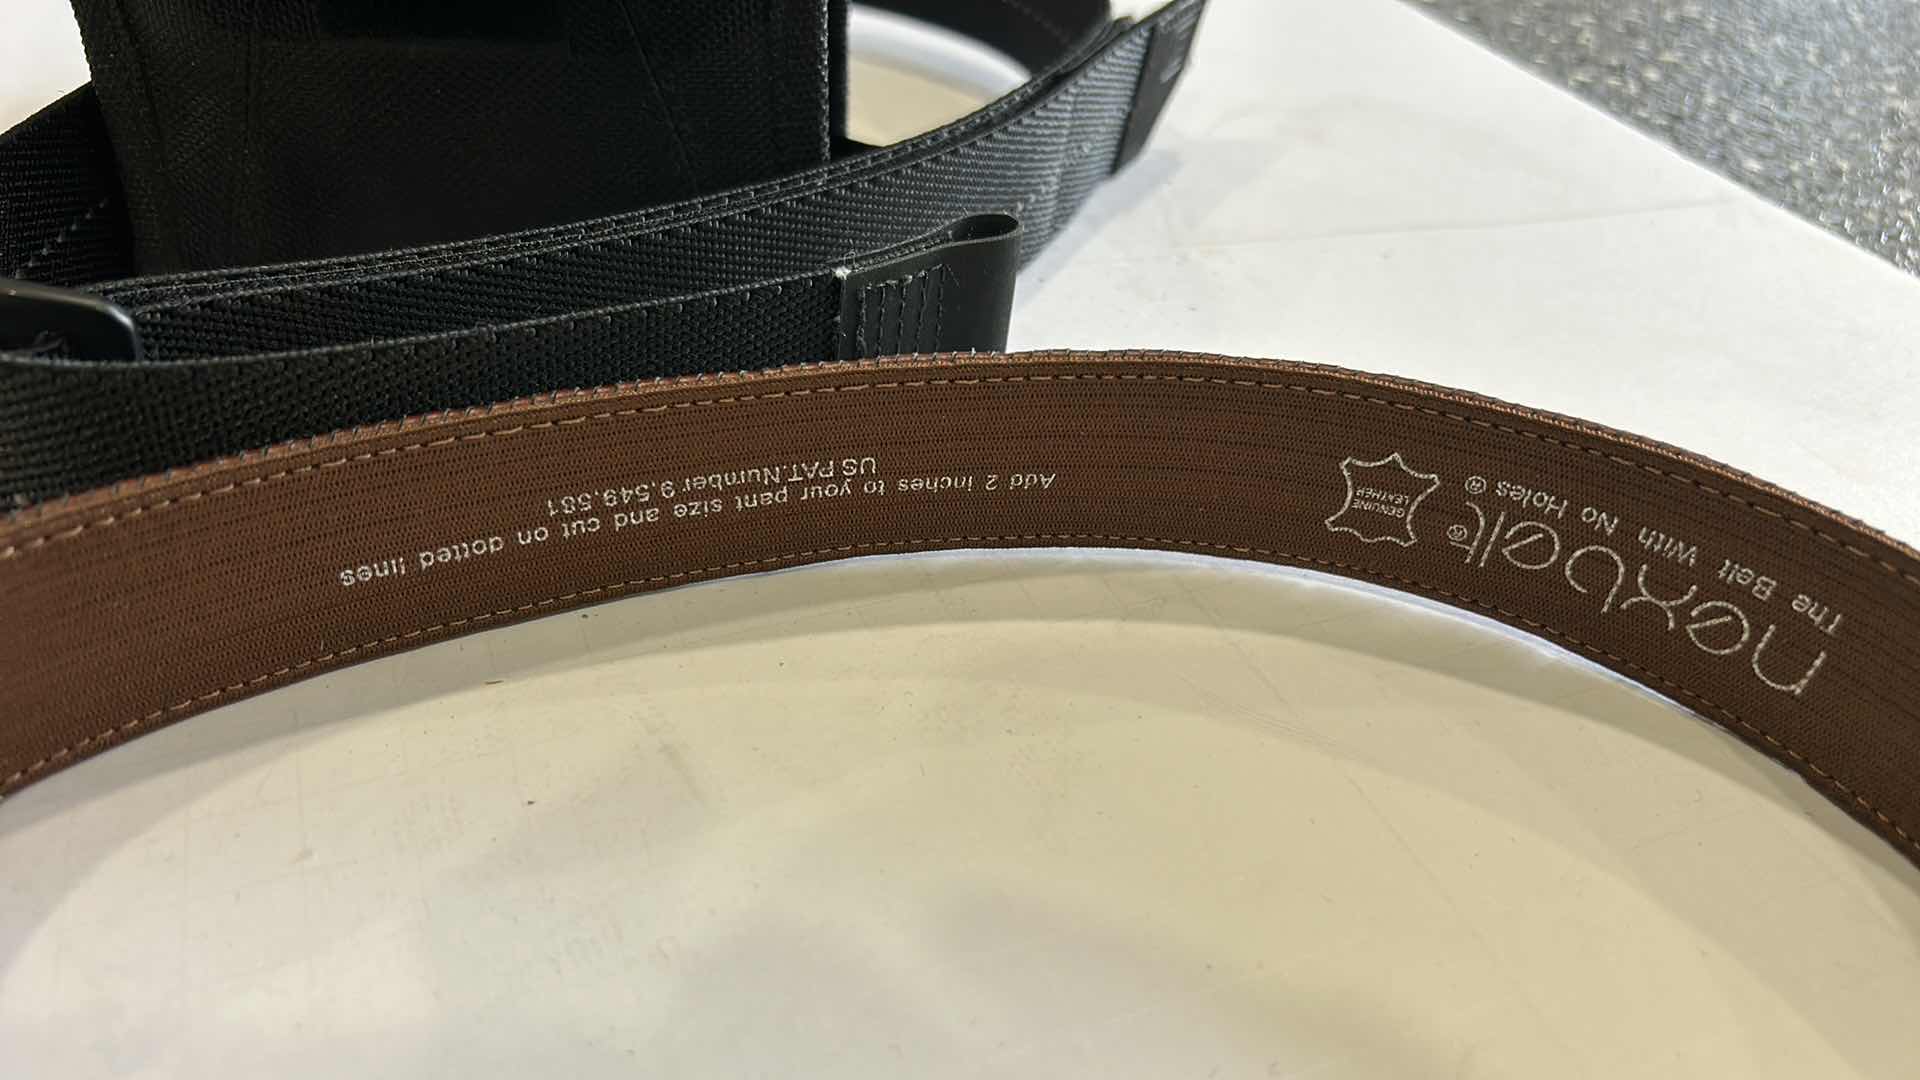 nexbelt®
The Belt With No Holes®
GENUINE
LEATHER
Add 2 inches to your pant size and cut on dotted lines
US PAT.Number 9,549,581